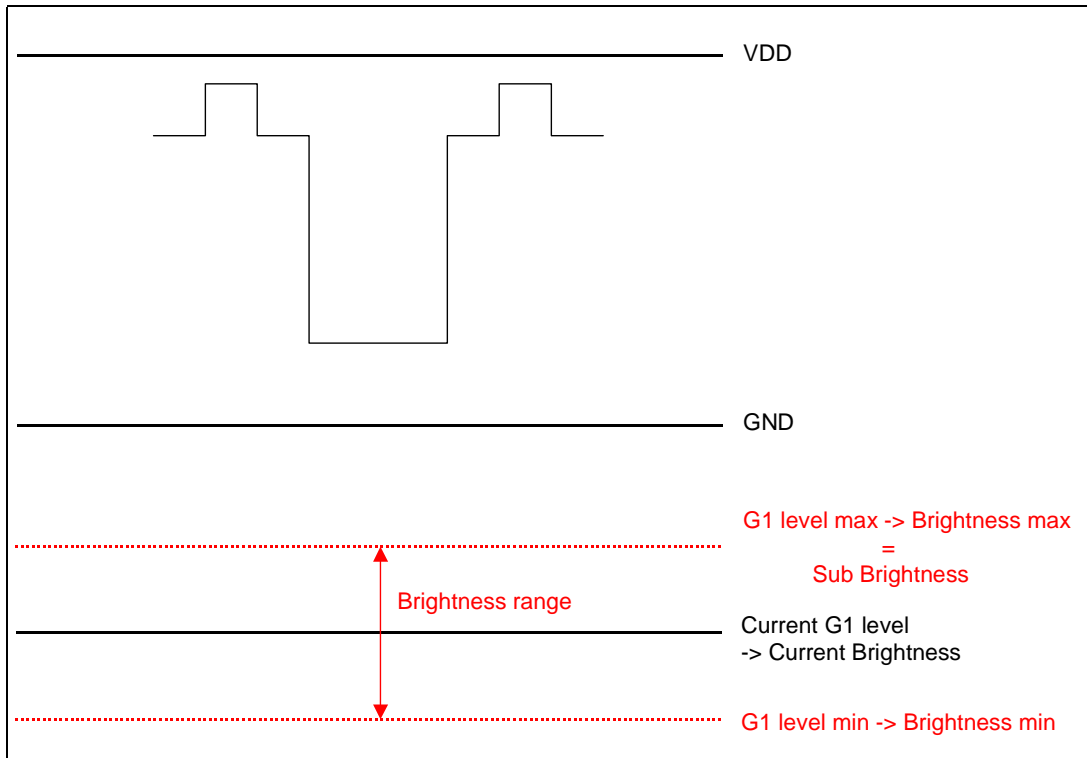 VDD
GND
G1 level max -> Brightness max
=
Sub Brightness
Brightness range
Current G1 level
-> Current Brightness
G1 level min -> Brightness min